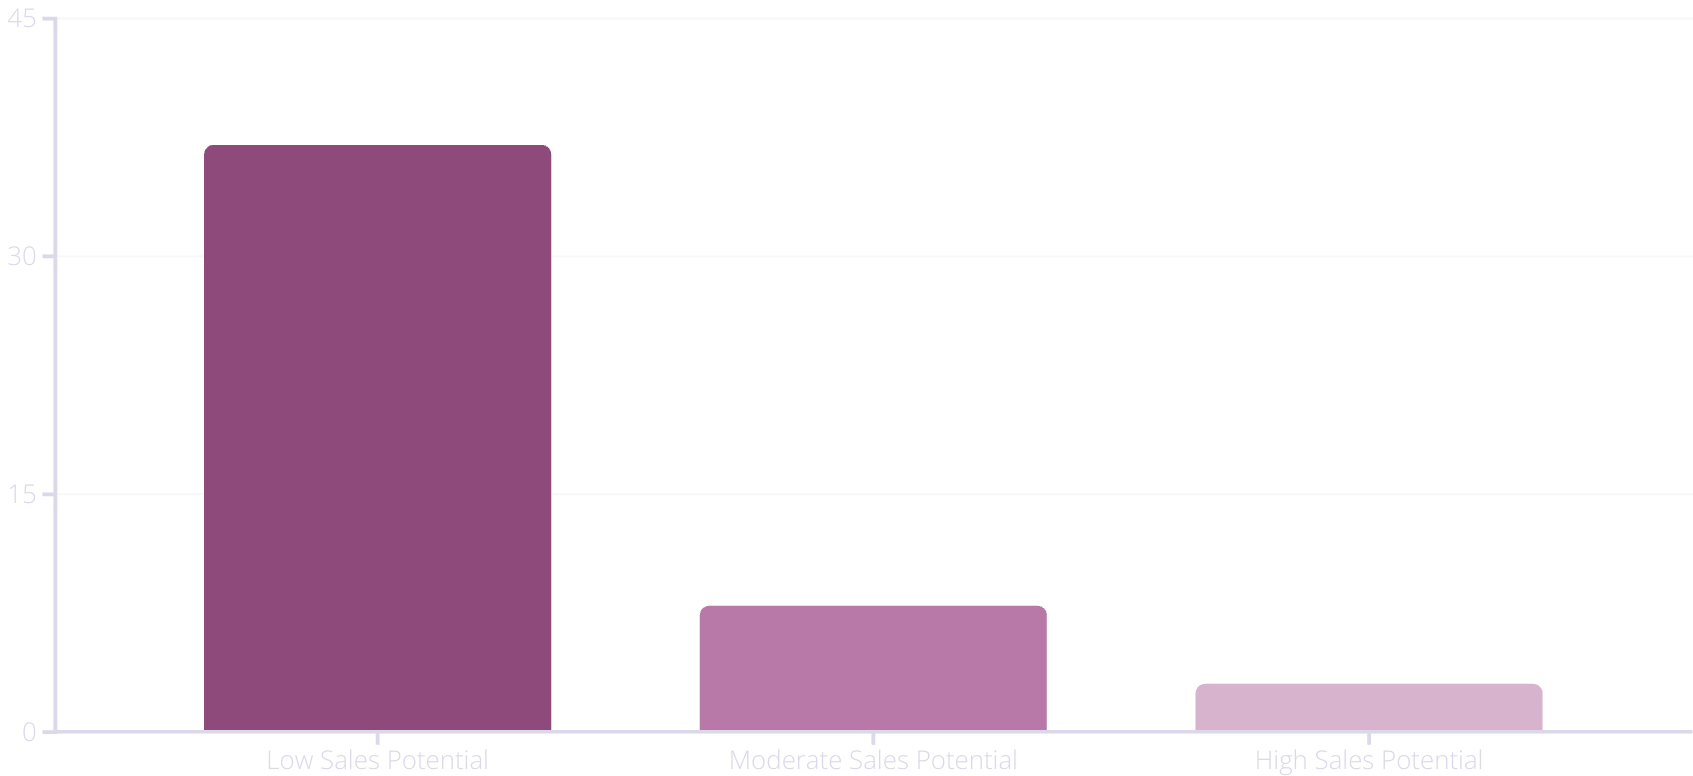 45
30
15
0
Low Sales Potential
Moderate Sales Potential
High Sales Potential